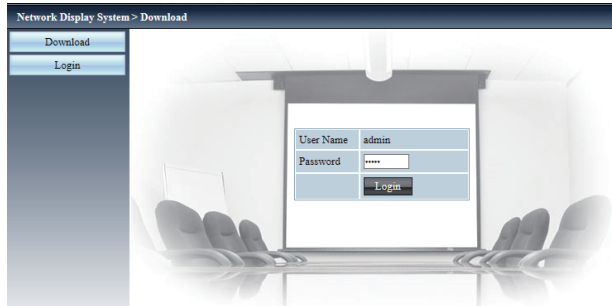 Network Display System > Download
Download
Login
User Name admin
Password •••••
Login